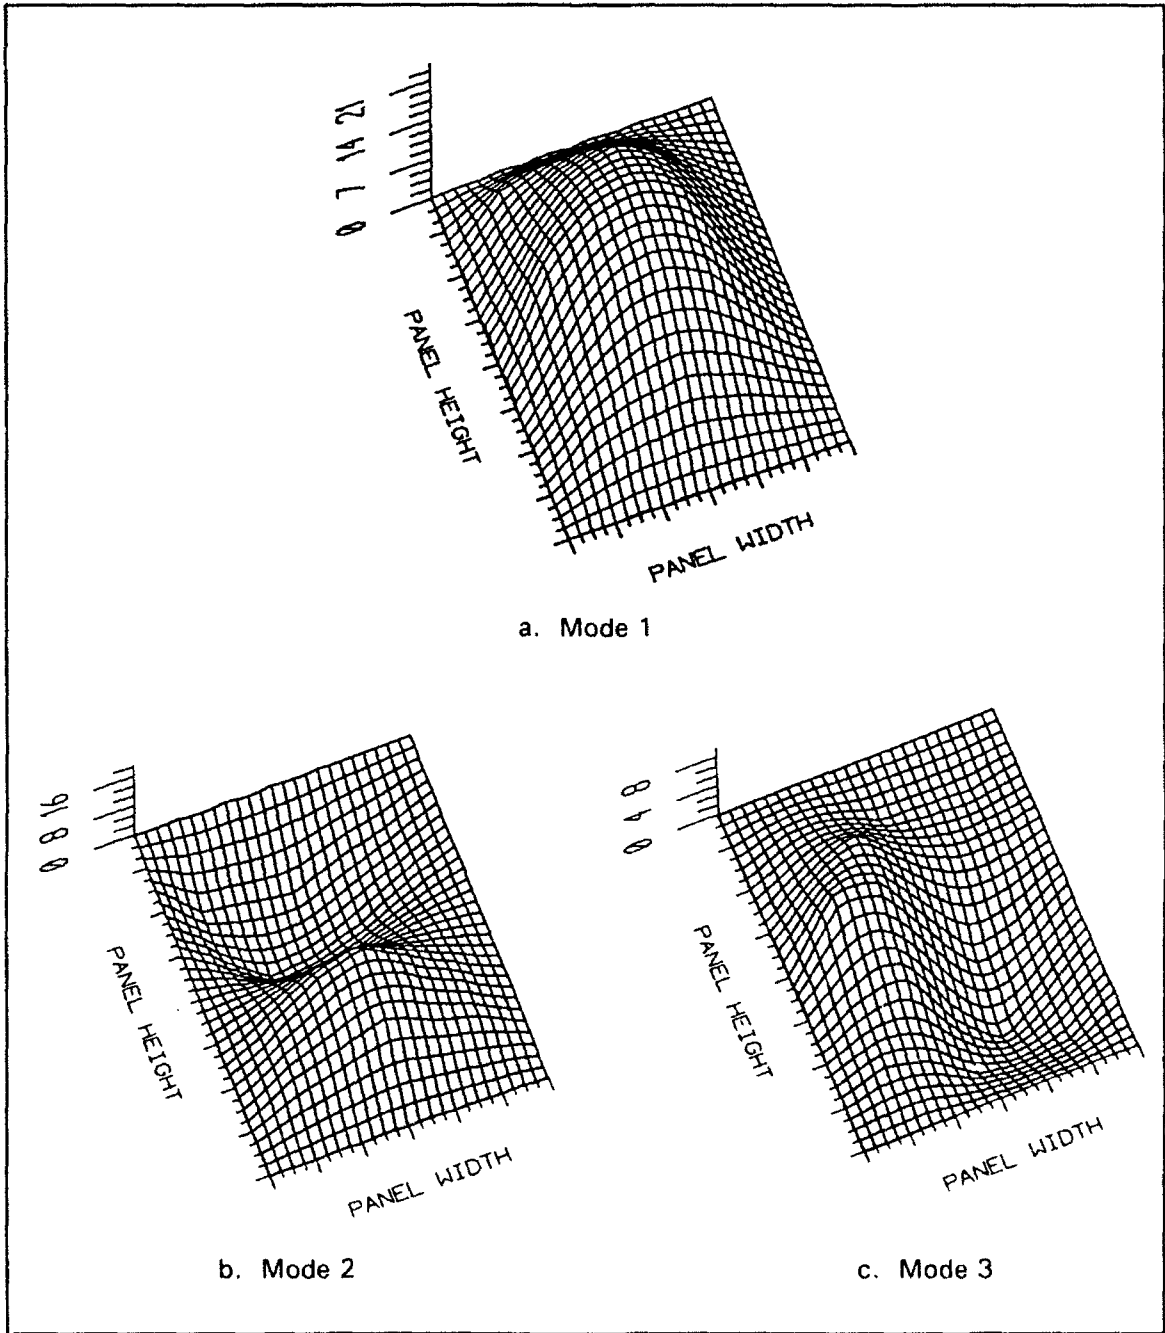 0 7 14 21
PANEL HEIGHT
PANEL WIDTH
a. Mode 1
0 8 16
PANEL HEIGHT
PANEL WIDTH
b. Mode 2
0 4 8
PANEL HEIGHT
PANEL WIDTH
c. Mode 3